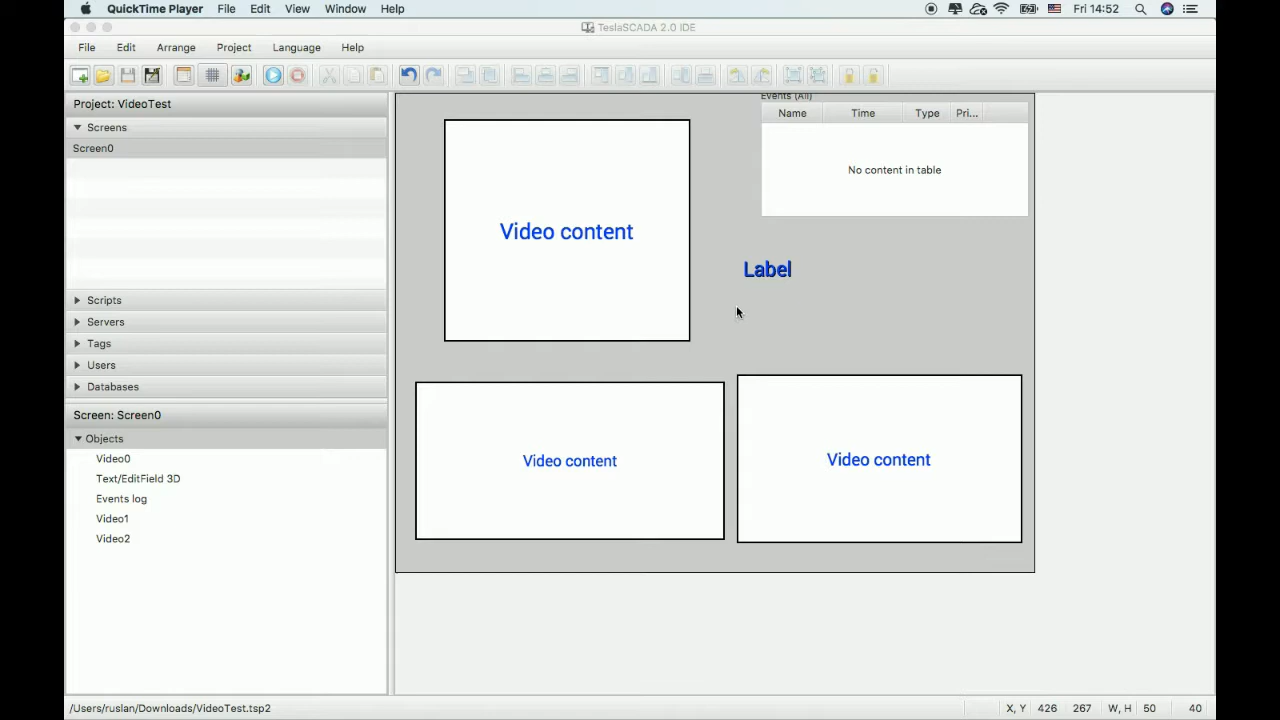 QuickTime Player File Edit View Window Help Fri 14:52
TeslaSCADA 2.0 IDE
File Edit Arrange Project Language Help
Project: VideoTest
Screens
Screen0
Scripts
Servers
Tags
Users
Databases
Screen: Screen0
Objects
Video0
Text/EditField 3D
Events log
Video1
Video2
Events (All)
Name Time Type Pri...
No content in table
Video content
Label
Video content
Video content
/Users/ruslan/Downloads/VideoTest.tsp2
X, Y 426 267 W, H 50 40